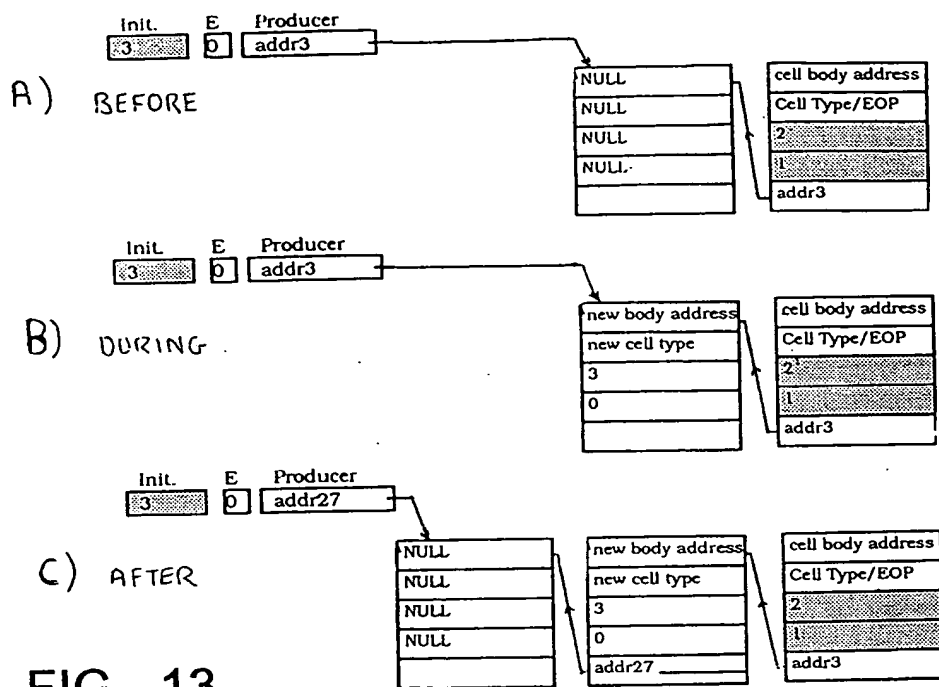 Init. E Producer
3 0 addr3
A) BEFORE
NULL
NULL
NULL
NULL.
cell body address
Cell Type/EOP
2
1
addr3
Init. E Producer
3 0 addr3
B) DURING
new body address
new cell type
3
0
cell body address
Cell Type/EOP
2
1
addr3
Init. E Producer
3 0 addr27
C) AFTER
NULL
NULL
NULL
NULL
new body address
new cell type
3
0
addr27
cell body address
Cell Type/EOP
2
1
addr3
FIG. 13